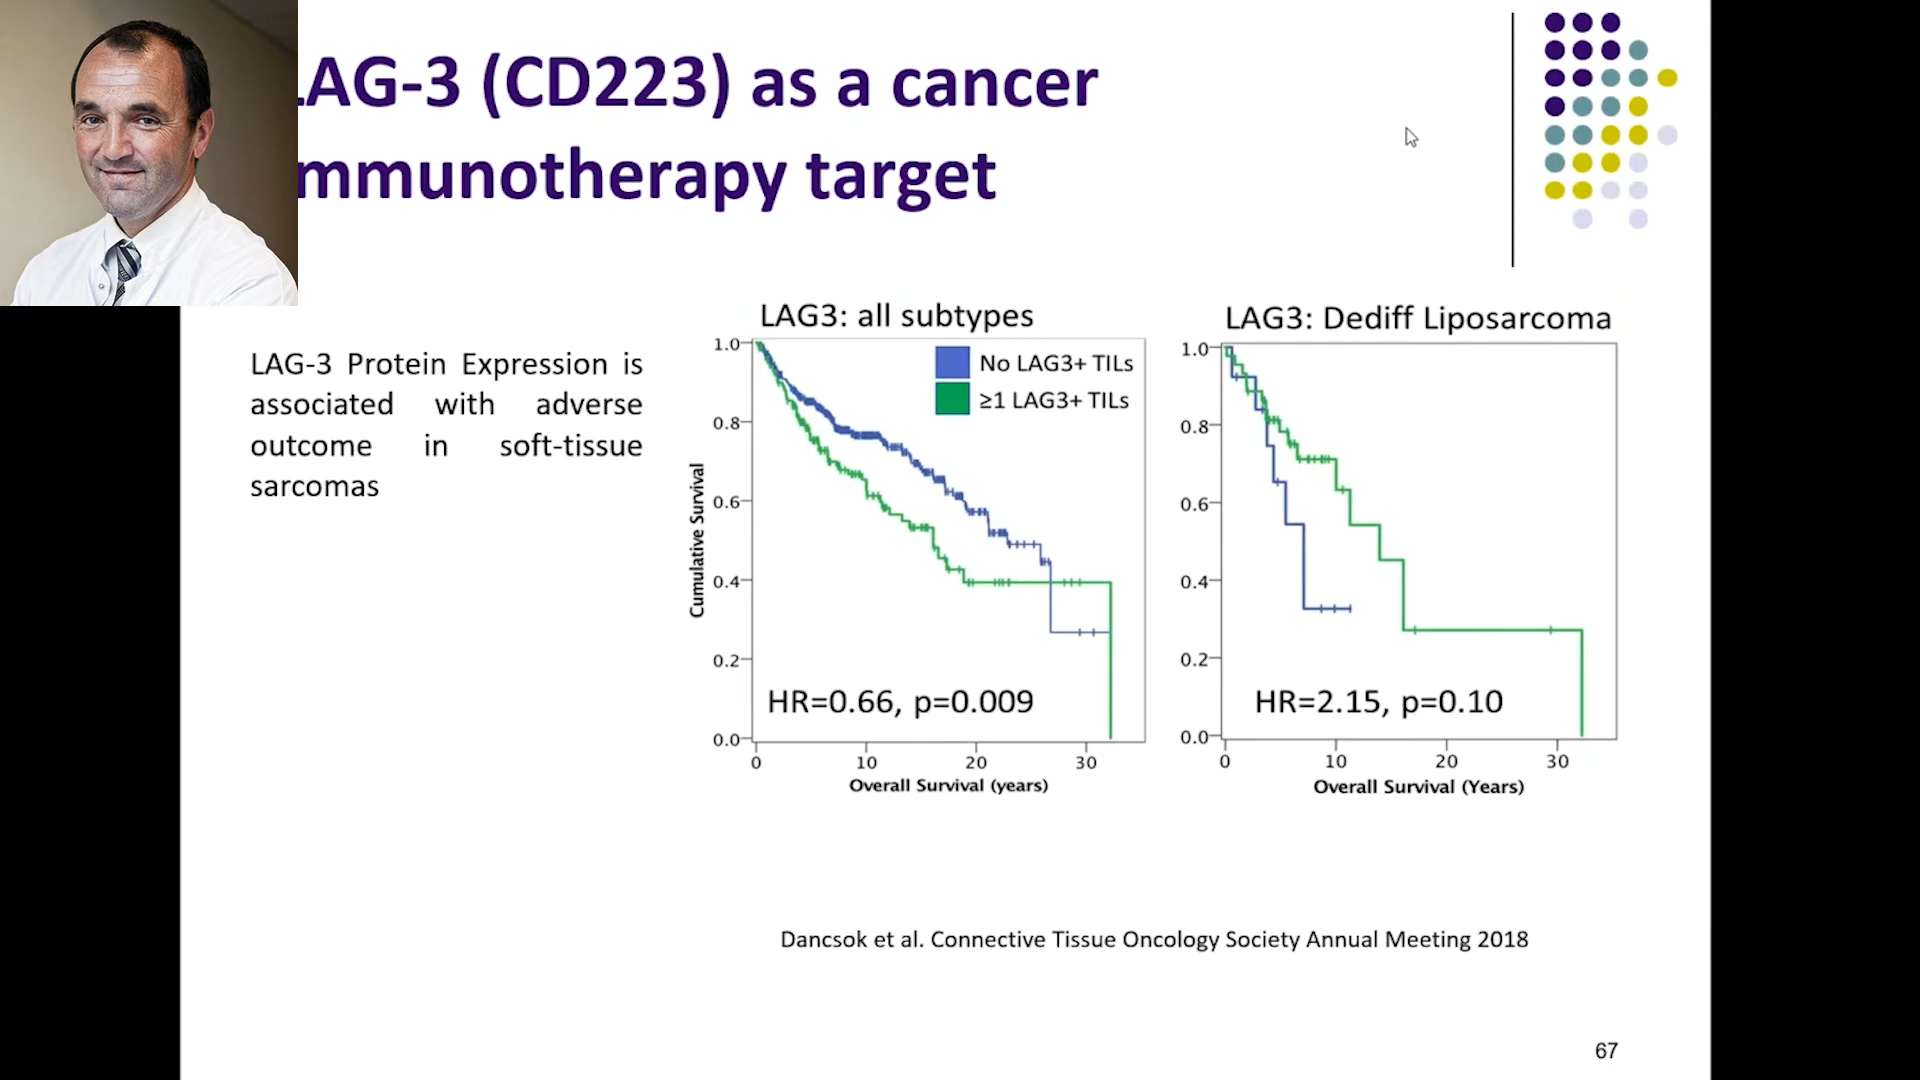 LAG-3 (CD223) as a cancer
immunotherapy target
LAG-3 Protein Expression is
associated with adverse
outcome in soft-tissue
sarcomas
LAG3: all subtypes
No LAG3+ TILs
≥1 LAG3+ TILs
Cumulative Survival
1.0
0.8
0.6
0.4
0.2
0.0
HR=0.66, p=0.009
0 10 20 30
Overall Survival (years)
LAG3: Dediff Liposarcoma
1.0
0.8
0.6
0.4
0.2
0.0
HR=2.15, p=0.10
0 10 20 30
Overall Survival (Years)
Dancsok et al. Connective Tissue Oncology Society Annual Meeting 2018
67